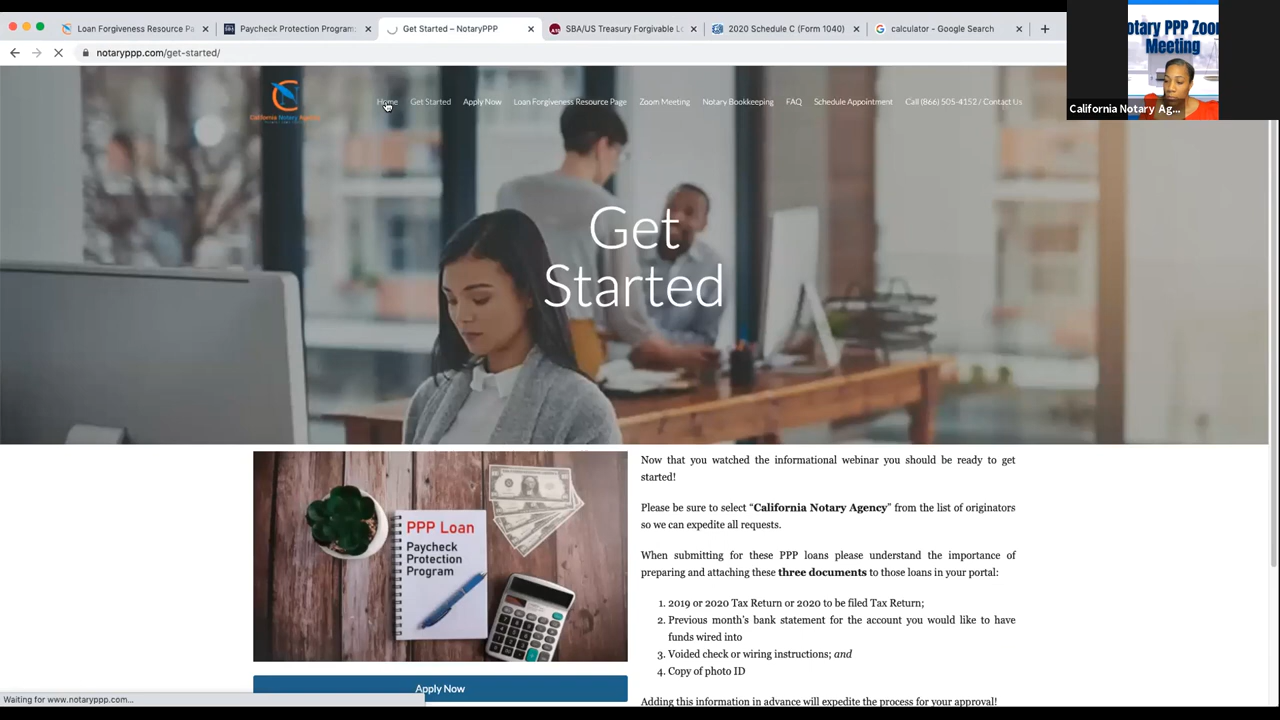 Loan Forgiveness Resource Pa
Paycheck Protection Program:
Get Started – NotaryPPP
SBA/US Treasury Forgivable Lo
2020 Schedule C (Form 1040)
calculator - Google Search
notaryppp.com/get-started/
otary PPP Zoo
Meeting
California Notary Ag...
California Notary Agency
Home
Get Started
Apply Now
Loan Forgiveness Resource Page
Zoom Meeting
Notary Bookkeeping
FAQ
Schedule Appointment
Call (866) 505-4152 / Contact Us
Get
Started
PPP Loan
Paycheck
Protection
Program
Apply Now
Now that you watched the informational webinar you should be ready to get
started!
Please be sure to select “California Notary Agency” from the list of originators
so we can expedite all requests.
When submitting for these PPP loans please understand the importance of
preparing and attaching these three documents to those loans in your portal:
1. 2019 or 2020 Tax Return or 2020 to be filed Tax Return;
2. Previous month's bank statement for the account you would like to have
funds wired into
3. Voided check or wiring instructions; and
4. Copy of photo ID
Adding this information in advance will expedite the process for your approval!
Waiting for www.notaryppp.com...